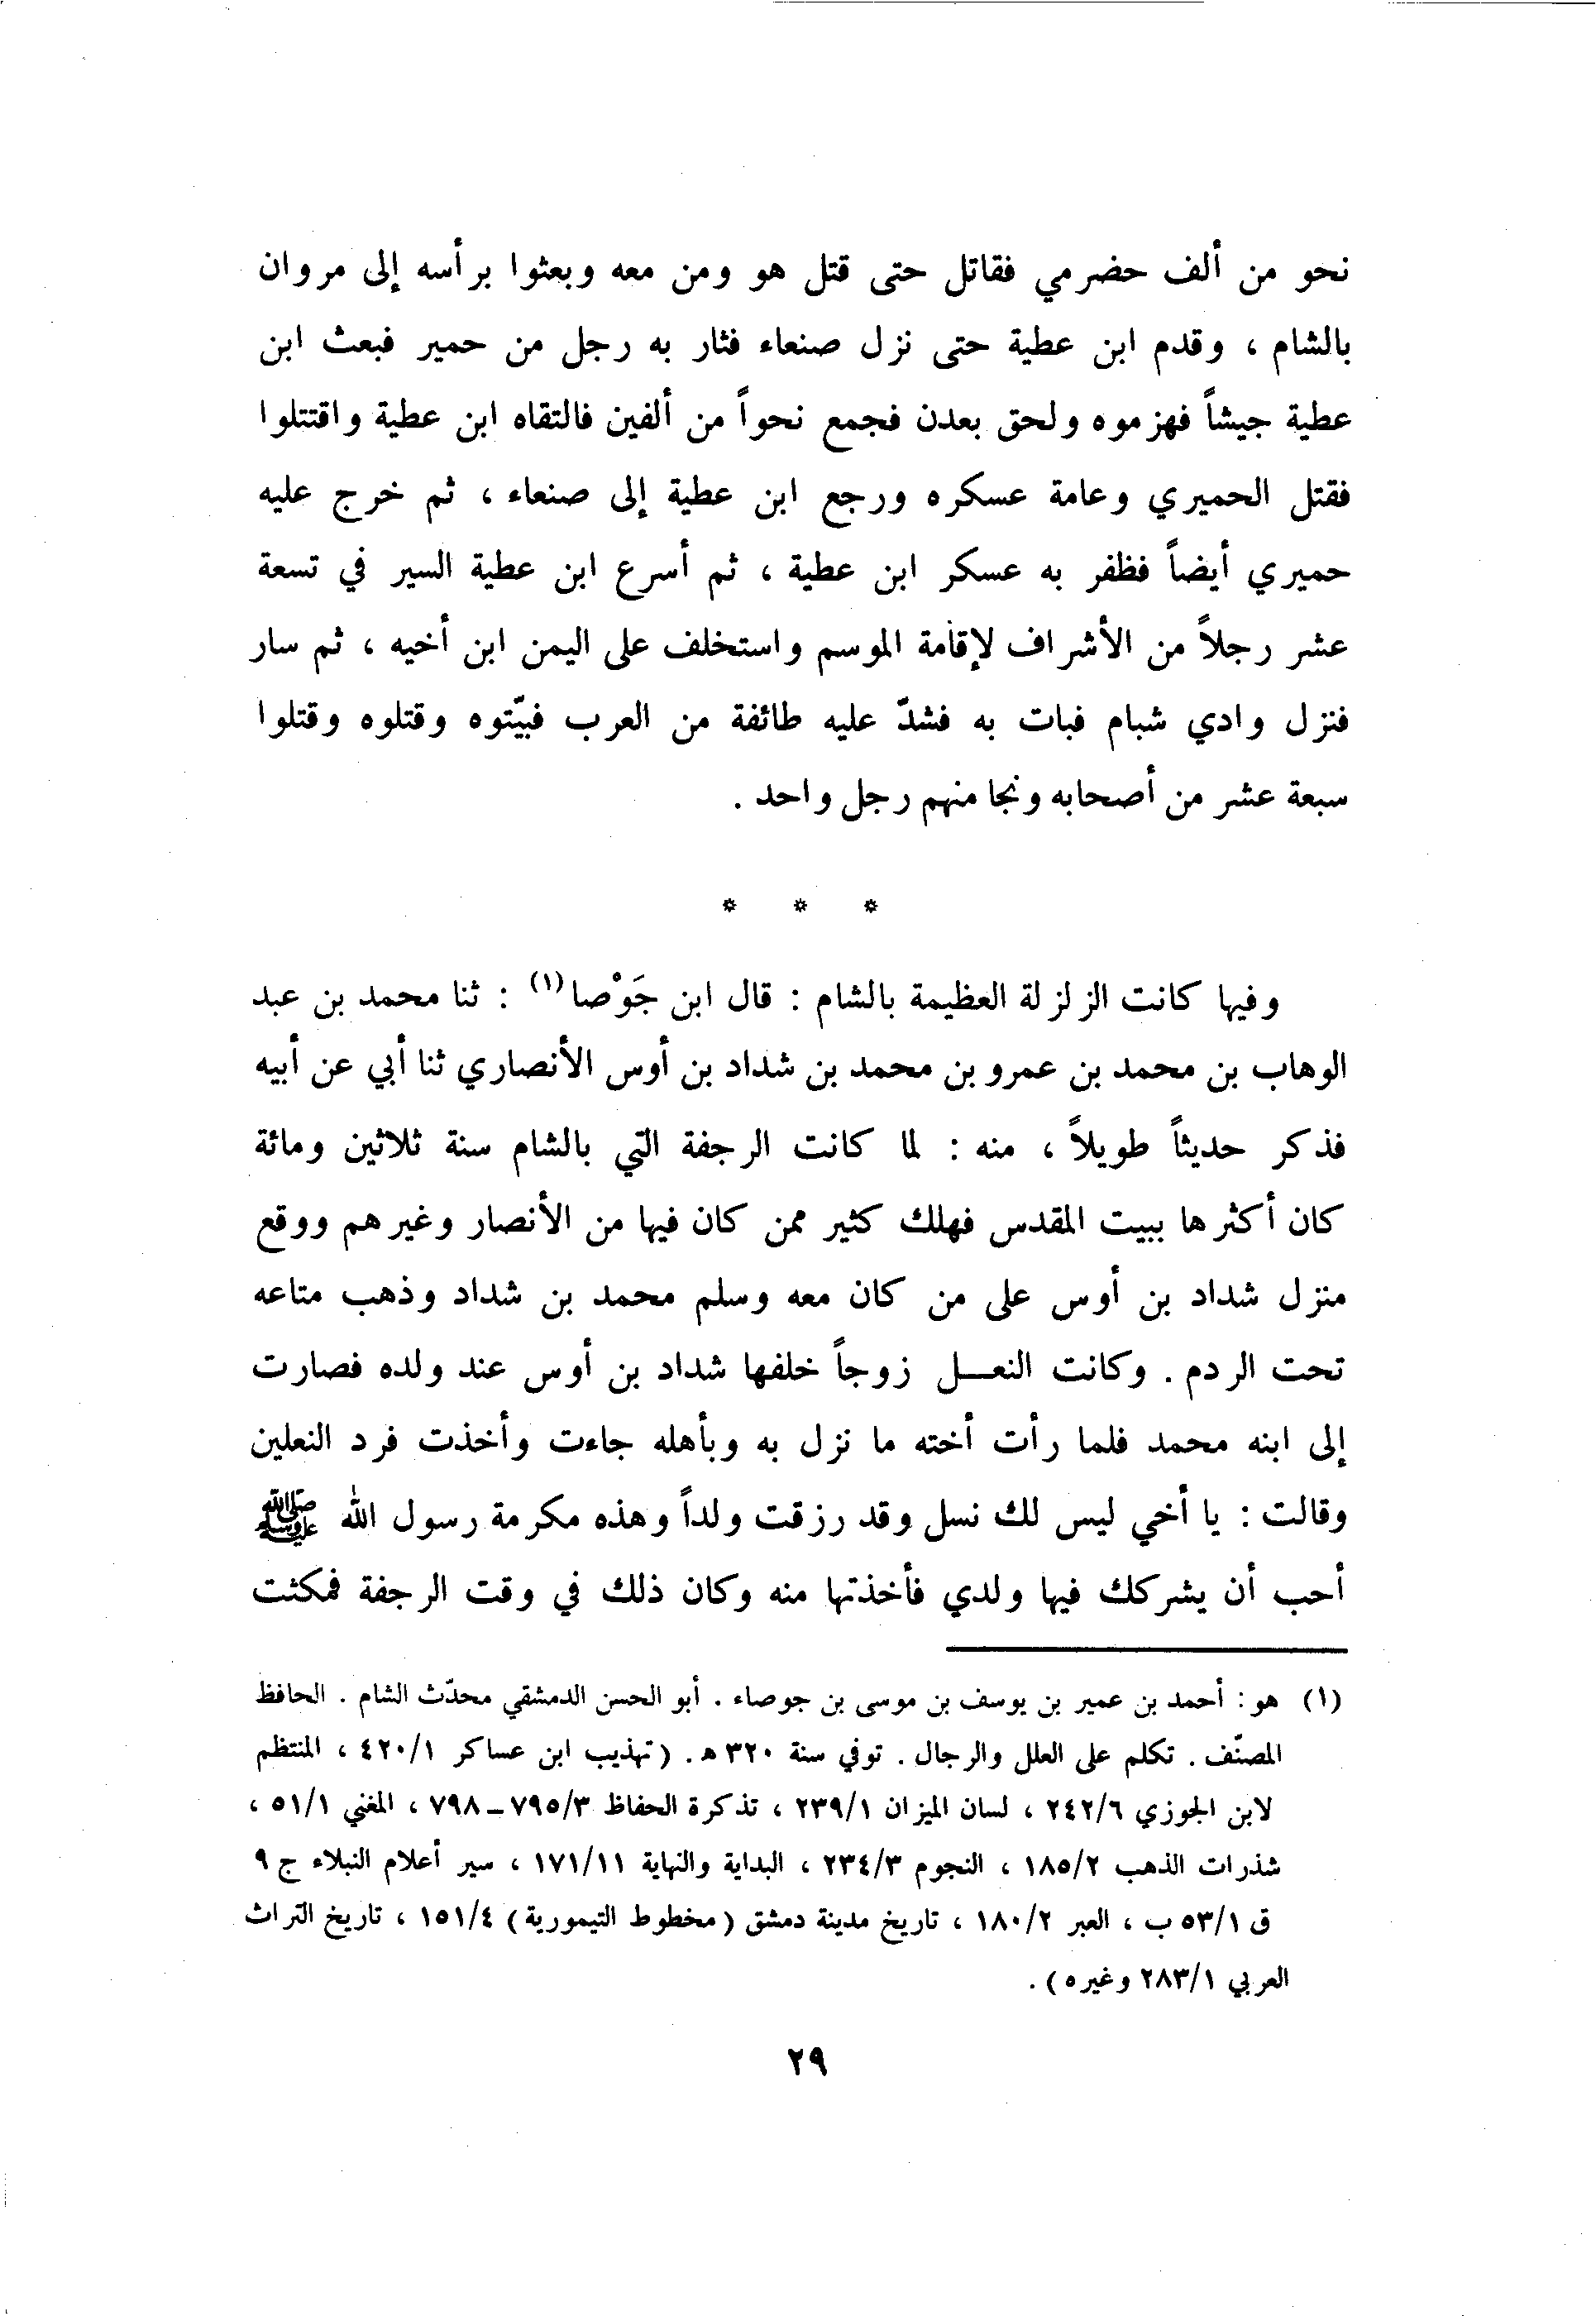 نحو من ألف حضرمي فقاتل حتى قتل هو ومن معه وبعثوا برأسه إلى مروان
بالشام ، وقدم ابن عطية حتى نزل صنعاء فثار به رجل من حمير فبعث ابن
عطية جيشاً فهزموه ولحق بعدن فجمع نحواً من ألفين فالتقاه ابن عطية واقتتلوا
فقتل الحميري وعامة عسكره ورجع ابن عطية إلى صنعاء ، ثم خرج عليه
حميري أيضاً فظفر به عسكر ابن عطية ، ثم أسرع ابن عطية السير في تسعة
عشر رجلاً من الأشراف لإقامة الموسم واستخلف على اليمن ابن أخيه ، ثم سار
فنزل وادي شبام فبات به فشدّ عليه طائفة من العرب فبيّتوه وقتلوه وقتلوا
سبعة عشر من أصحابه ونجا منهم رجل واحد .
* * *
وفيها كانت الزلزلة العظيمة بالشام : قال ابن جَوْصا(١) : ثنا محمد بن عبد
الوهاب بن محمد بن عمرو بن محمد بن شداد بن أوس الأنصاري ثنا أبي عن أبيه
فذكر حديثاً طويلاً ، منه : لما كانت الرجفة التي بالشام سنة ثلاثين ومائة
كان أكثرها ببيت المقدس فهلك كثير ممن كان فيها من الأنصار وغيرهم ووقع
منزل شداد بن أوس على من كان معه وسلم محمد بن شداد وذهب متاعه
تحت الردم . وكانت النعـــل زوجاً خلفها شداد بن أوس عند ولده فصارت
إلى ابنه محمد فلما رأت أخته ما نزل به وبأهله جاءت وأخذت فرد النعلين
وقالت : يا أخي ليس لك نسل وقد رزقت ولداً وهذه مكرمة رسول الله ﷺ
أحب أن يشركك فيها ولدي فأخذتها منه وكان ذلك في وقت الرجفة فمكثت
(١) هو : أحمد بن عمير بن يوسف بن موسى بن جوصاء . أبو الحسن الدمشقي محدّث الشام . الحافظ
المصنّف . تكلم على العلل والرجال . توفي سنة ٣٢٠ ه‍ . (تهذيب ابن عساكر ٤٢٠/١ ، المنتظم
لابن الجوزي ٢٤٢/٦ ، لسان الميزان ٢٣٩/١ ، تذكرة الحفاظ ٧٩٥/٣ – ٧٩٨ ، المغني ٥١/١ ،
شذرات الذهب ١٨٥/٢ ، النجوم ٢٣٤/٣ ، البداية والنهاية ١٧١/١١ ، سير أعلام النبلاء ج ٩
ق ٥٣/١ ب ، العبر ١٨٠/٢ ، تاريخ مدينة دمشق (مخطوط التيمورية) ١٥١/٤ ، تاريخ التراث
العربي ٢٨٣/١ وغيره) .
٢٩